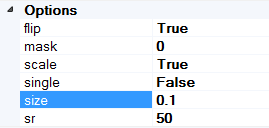 Options
flip True
mask 0
scale True
single False
size 0.1
sr 50